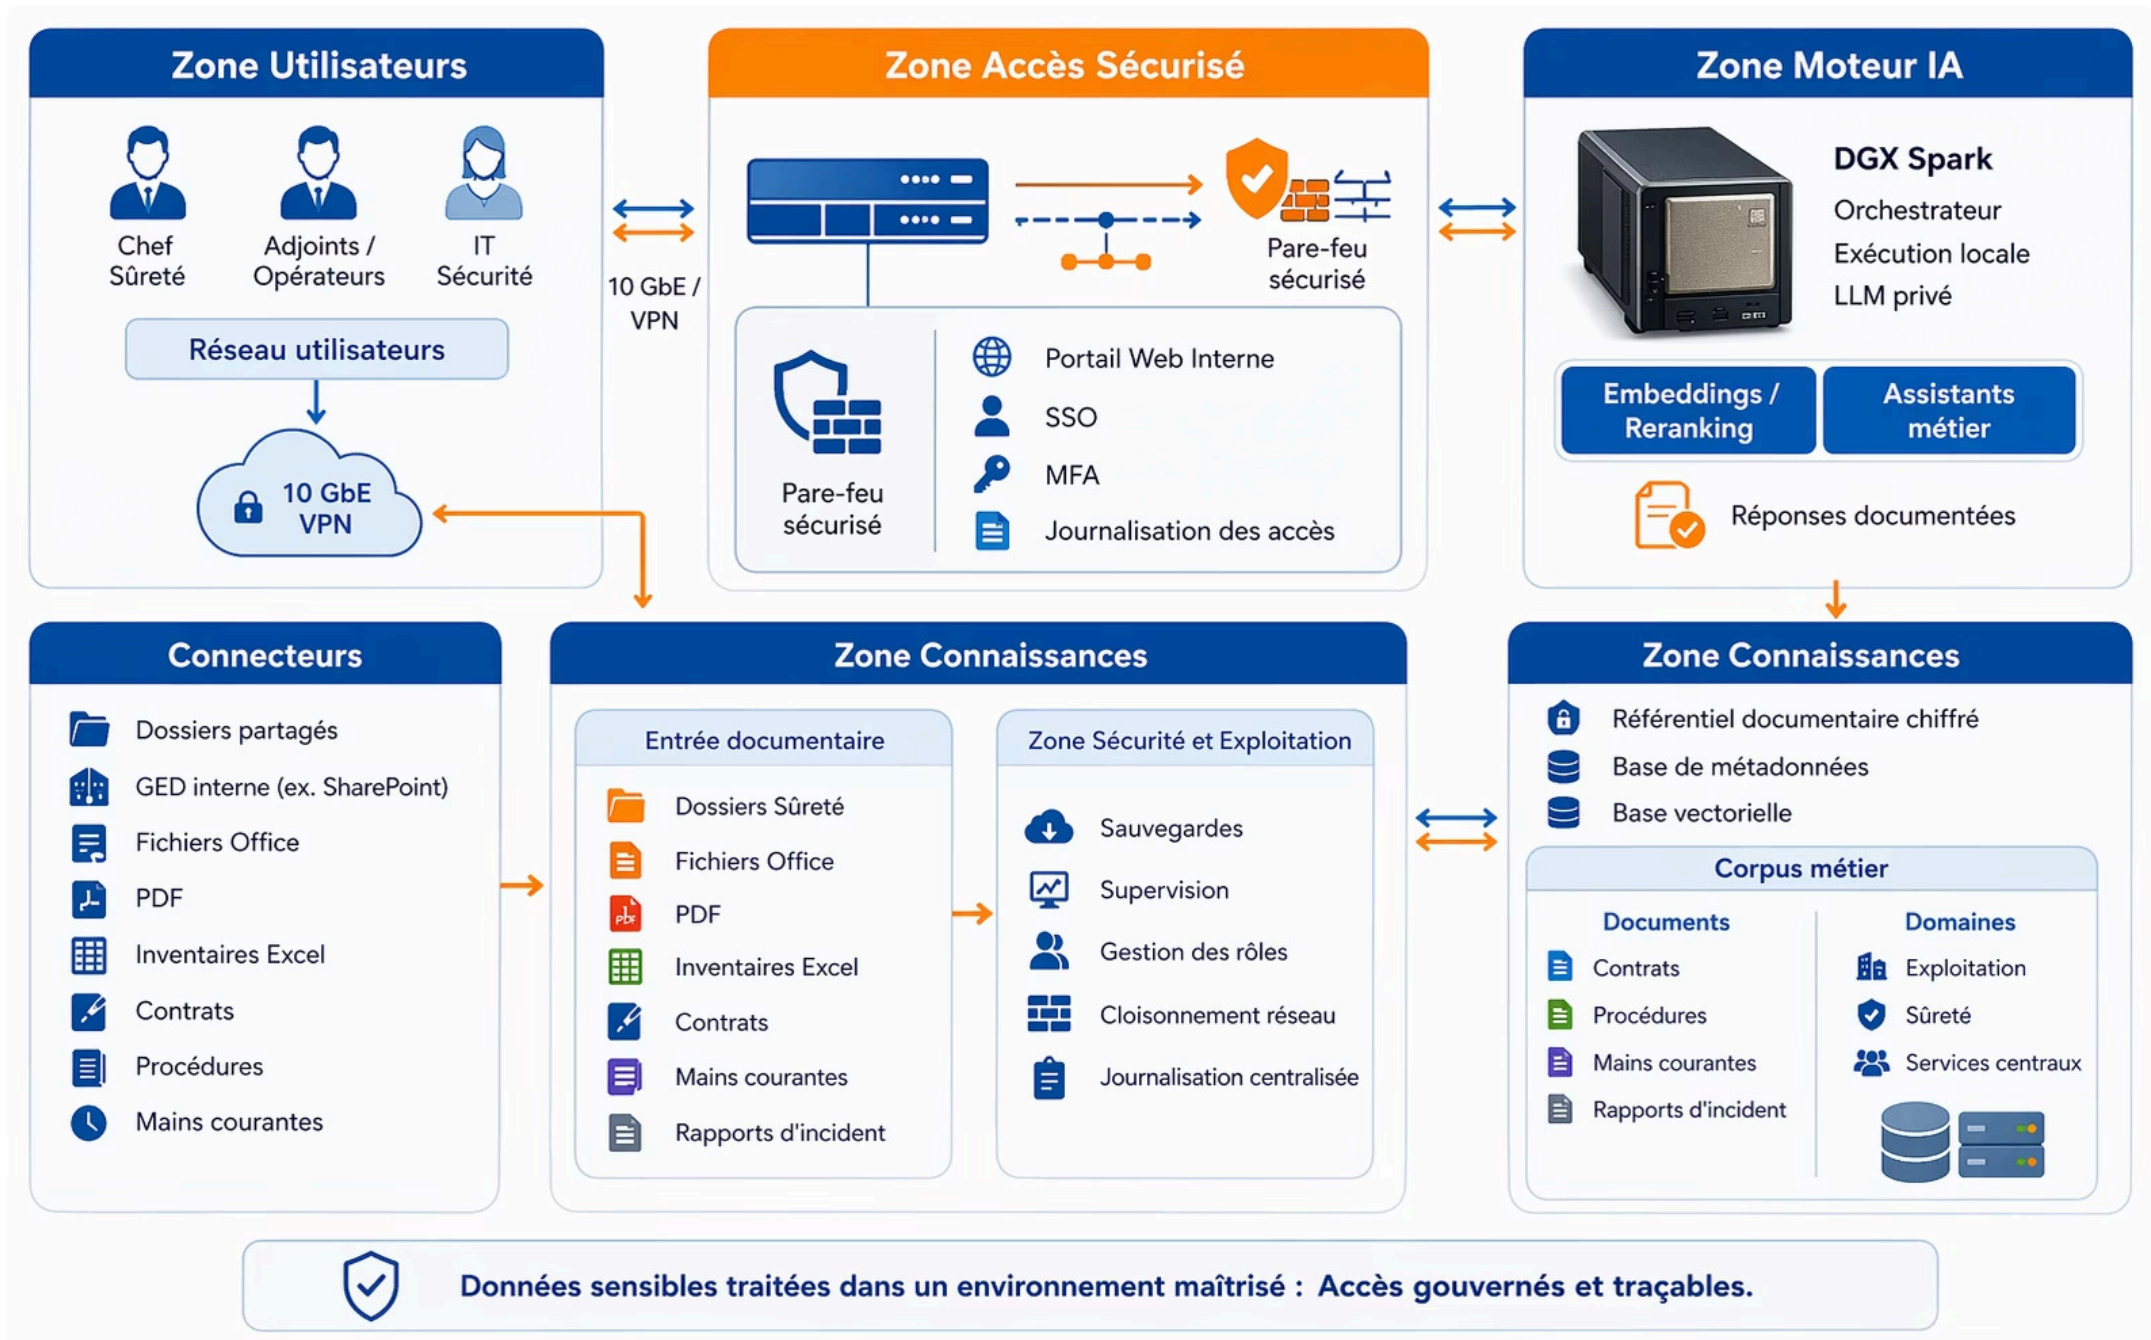 Zone Utilisateurs
Chef
Sûreté
Adjoints /
Opérateurs
IT
Sécurité
Réseau utilisateurs
10 GbE
VPN
10 GbE /
VPN
Zone Accès Sécurisé
Pare-feu
sécurisé
Pare-feu
sécurisé
Portail Web Interne
SSO
MFA
Journalisation des accès
Zone Moteur IA
DGX Spark
Orchestrateur
Exécution locale
LLM privé
Embeddings /
Reranking
Assistants
métier
Réponses documentées
Connecteurs
Dossiers partagés
GED interne (ex. SharePoint)
Fichiers Office
PDF
Inventaires Excel
Contrats
Procédures
Mains courantes
Zone Connaissances
Entrée documentaire
Dossiers Sûreté
Fichiers Office
PDF
Inventaires Excel
Contrats
Mains courantes
Rapports d'incident
Zone Sécurité et Exploitation
Sauvegardes
Supervision
Gestion des rôles
Cloisonnement réseau
Journalisation centralisée
Zone Connaissances
Référentiel documentaire chiffré
Base de métadonnées
Base vectorielle
Corpus métier
Documents
Contrats
Procédures
Mains courantes
Rapports d'incident
Domaines
Exploitation
Sûreté
Services centraux
Données sensibles traitées dans un environnement maîtrisé : Accès gouvernés et traçables.